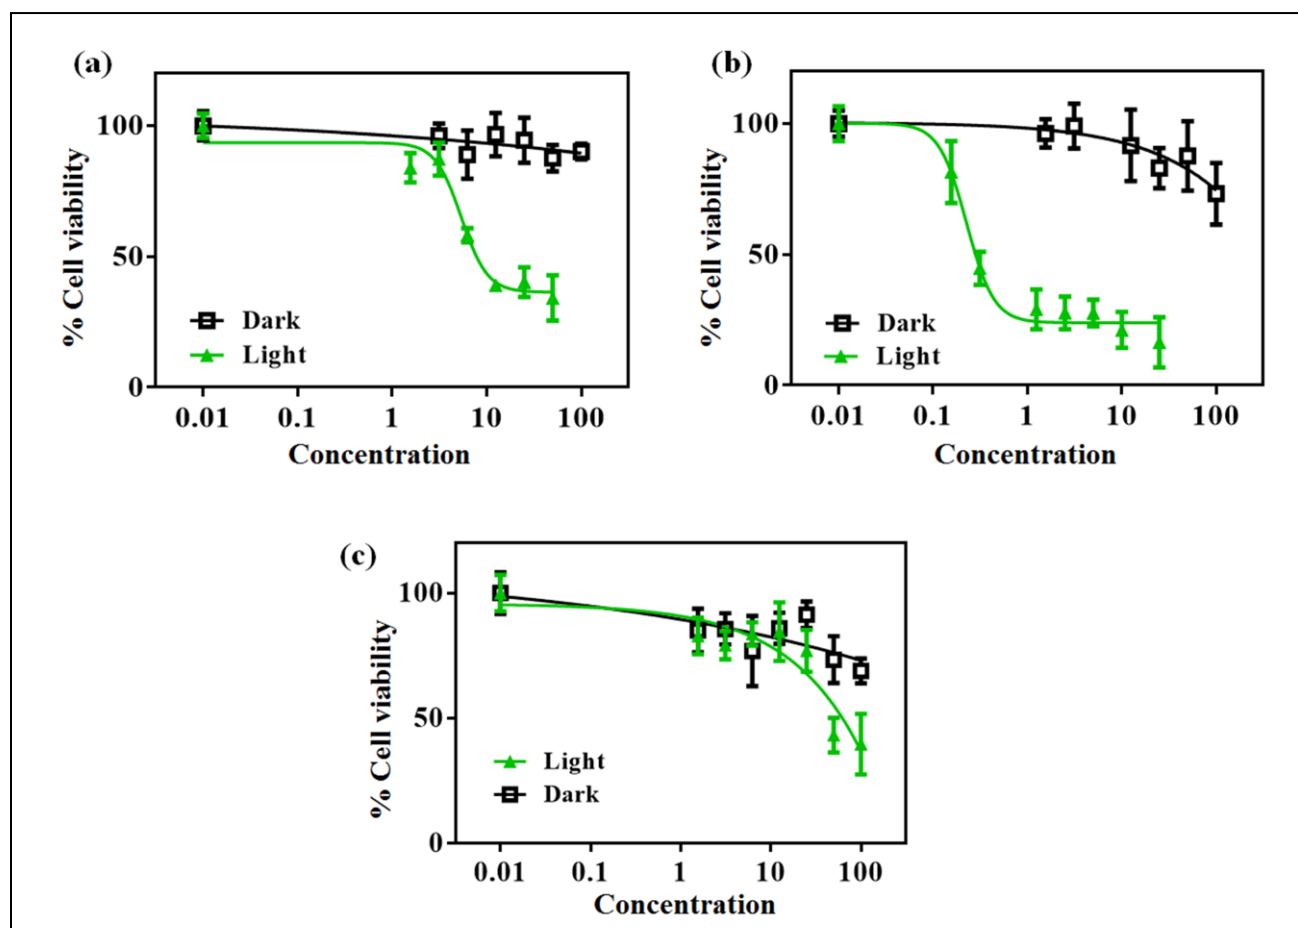 (a)
% Cell viability
100
50
0
Dark
Light
0.01 0.1 1 10 100
Concentration
(b)
% Cell viability
100
50
0
Dark
Light
0.01 0.1 1 10 100
Concentration
(c)
% Cell viability
100
50
0
Light
Dark
0.01 0.1 1 10 100
Concentration